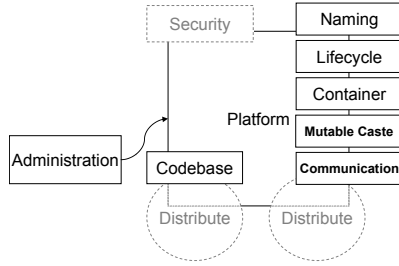 Security
Naming
Lifecycle
Container
Platform
Mutable Caste
Administration
Codebase
Communication
Distribute
Distribute